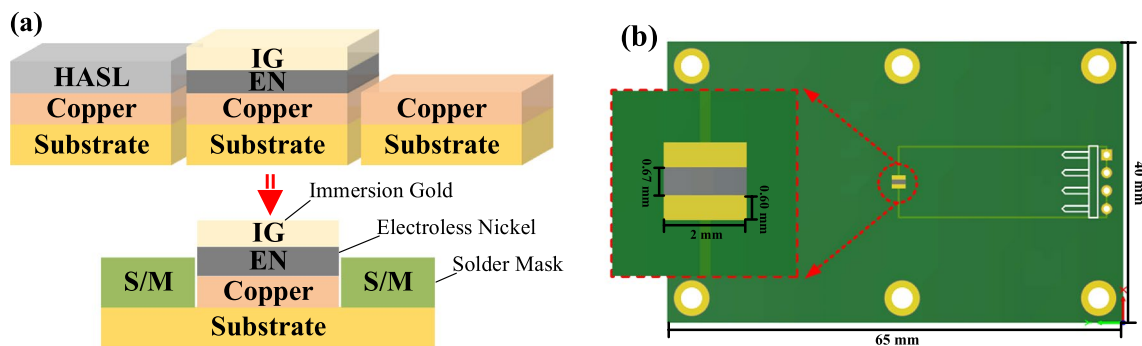 (a)
HASL
Copper
Substrate
IG
EN
Copper
Substrate
Copper
Substrate
Immersion Gold
IG
Electroless Nickel
EN
S/M
Copper
S/M
Solder Mask
Substrate
(b)
0.67 mm
0.60 mm
2 mm
40 mm
65 mm